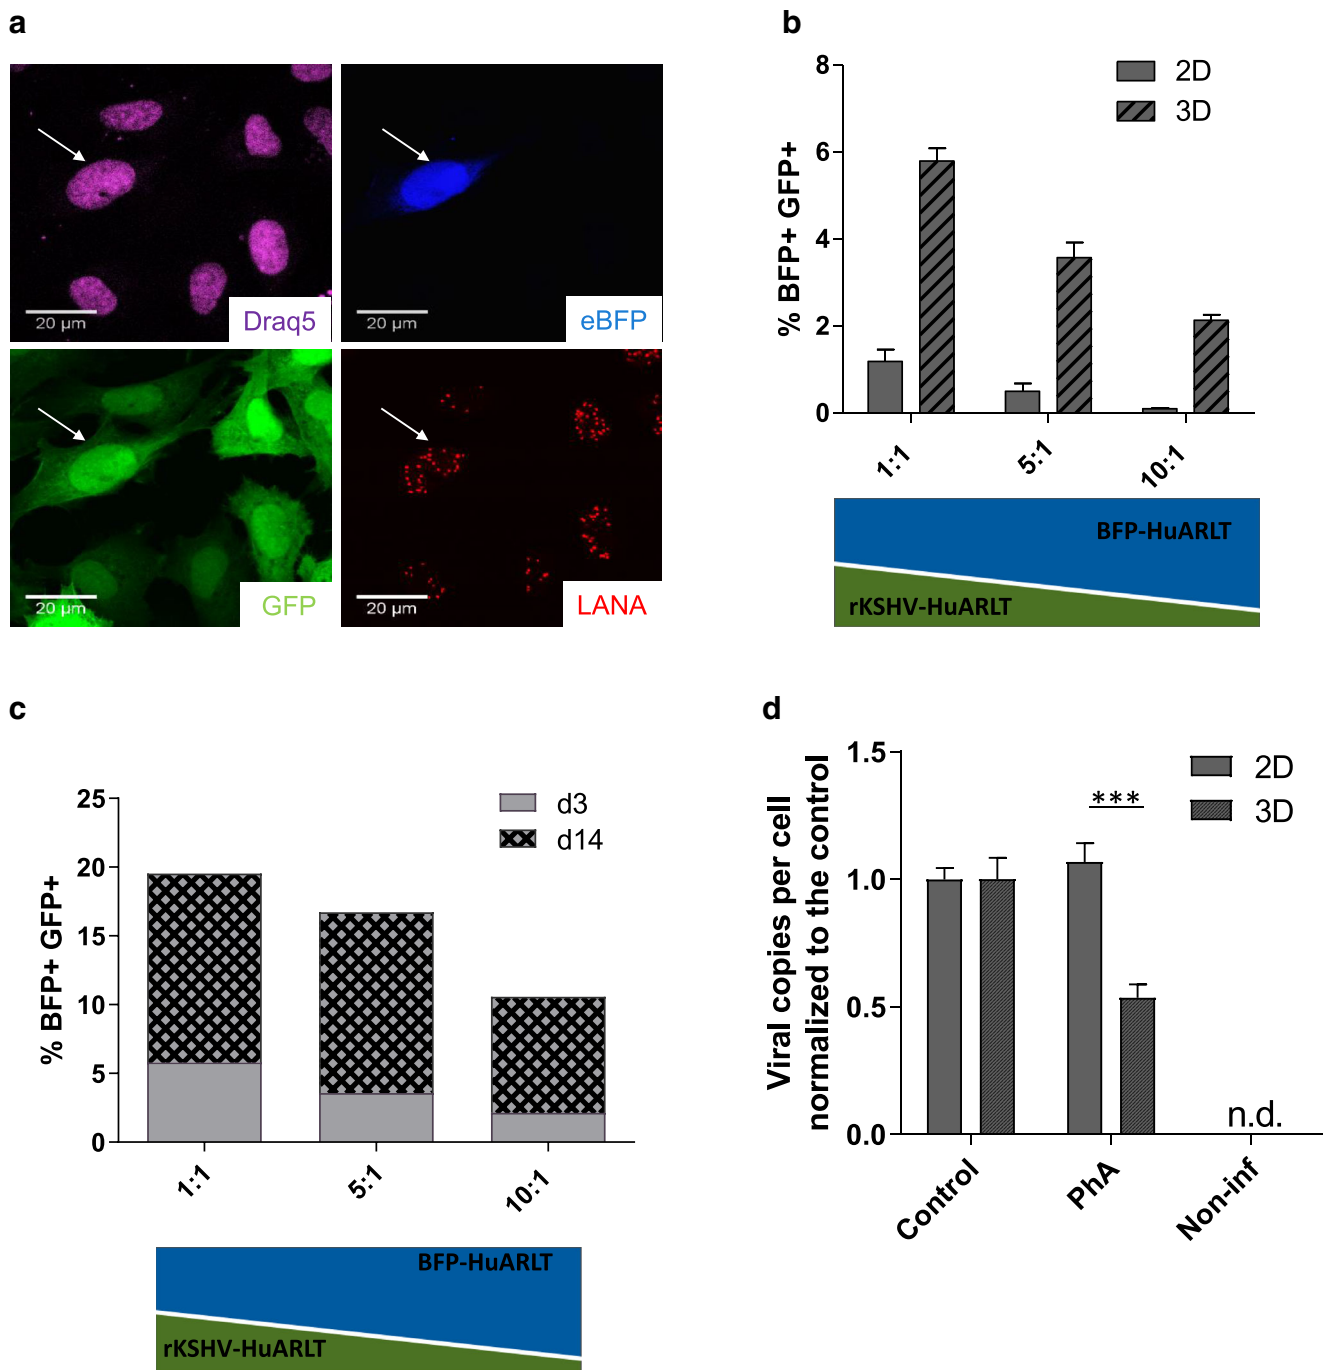 a
20 µm
Draq5
20 µm
eBFP
20 µm
GFP
20 µm
LANA
b
% BFP+ GFP+
8
6
4
2
0
2D
3D
1:1
5:1
10:1
BFP-HuARLT
rKSHV-HuARLT
c
% BFP+ GFP+
25
20
15
10
5
0
d3
d14
1:1
5:1
10:1
BFP-HuARLT
rKSHV-HuARLT
d
Viral copies per cell
normalized to the control
1.5
1.0
0.5
0.0
2D
3D
***
n.d.
Control
PhA
Non-inf